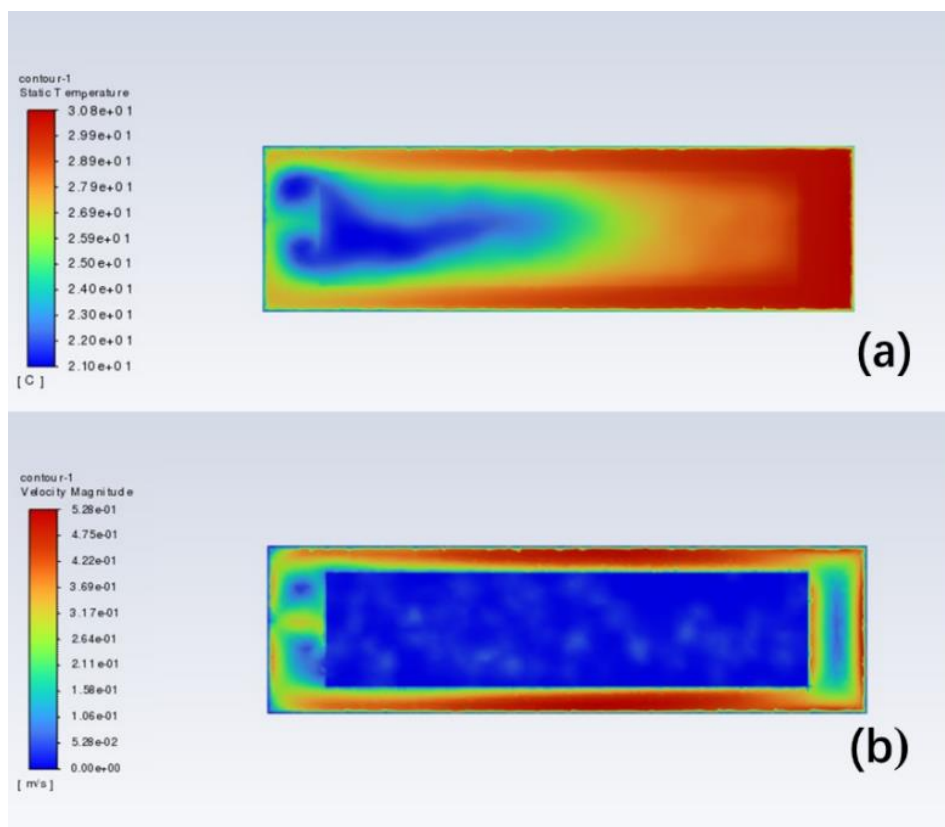 contour-1
Static Temperature
3.08e+01
2.99e+01
2.89e+01
2.79e+01
2.69e+01
2.59e+01
2.50e+01
2.40e+01
2.30e+01
2.20e+01
2.10e+01
[ C ]
(a)
contour-1
Velocity Magnitude
5.28e-01
4.75e-01
4.22e-01
3.69e-01
3.17e-01
2.64e-01
2.11e-01
1.58e-01
1.06e-01
5.28e-02
0.00e+00
[ m/s ]
(b)